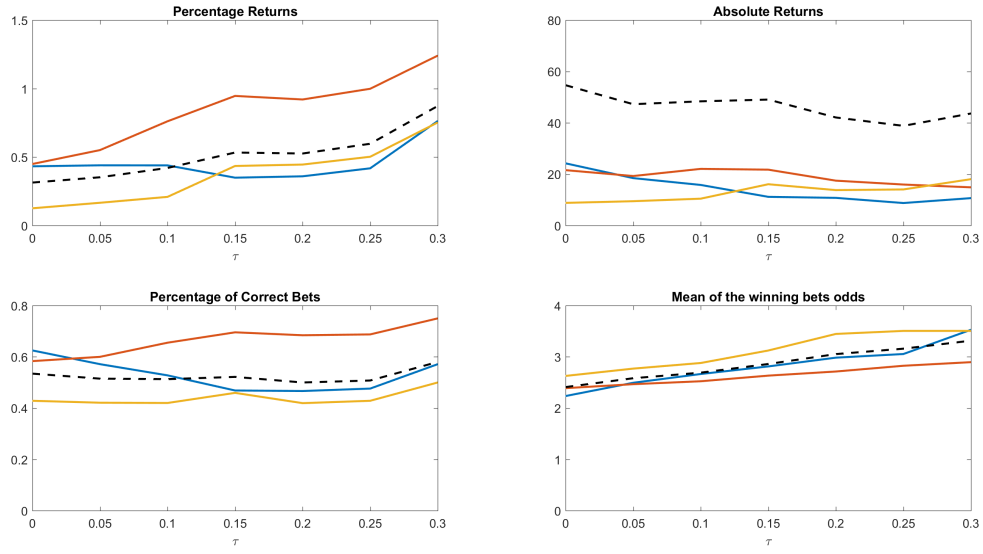 Percentage Returns
1.5
1
0.5
0
0 0.05 0.1 0.15 0.2 0.25 0.3
τ
Absolute Returns
80
60
40
20
0
0 0.05 0.1 0.15 0.2 0.25 0.3
τ
Percentage of Correct Bets
0.8
0.6
0.4
0.2
0
0 0.05 0.1 0.15 0.2 0.25 0.3
τ
Mean of the winning bets odds
4
3
2
1
0
0 0.05 0.1 0.15 0.2 0.25 0.3
τ